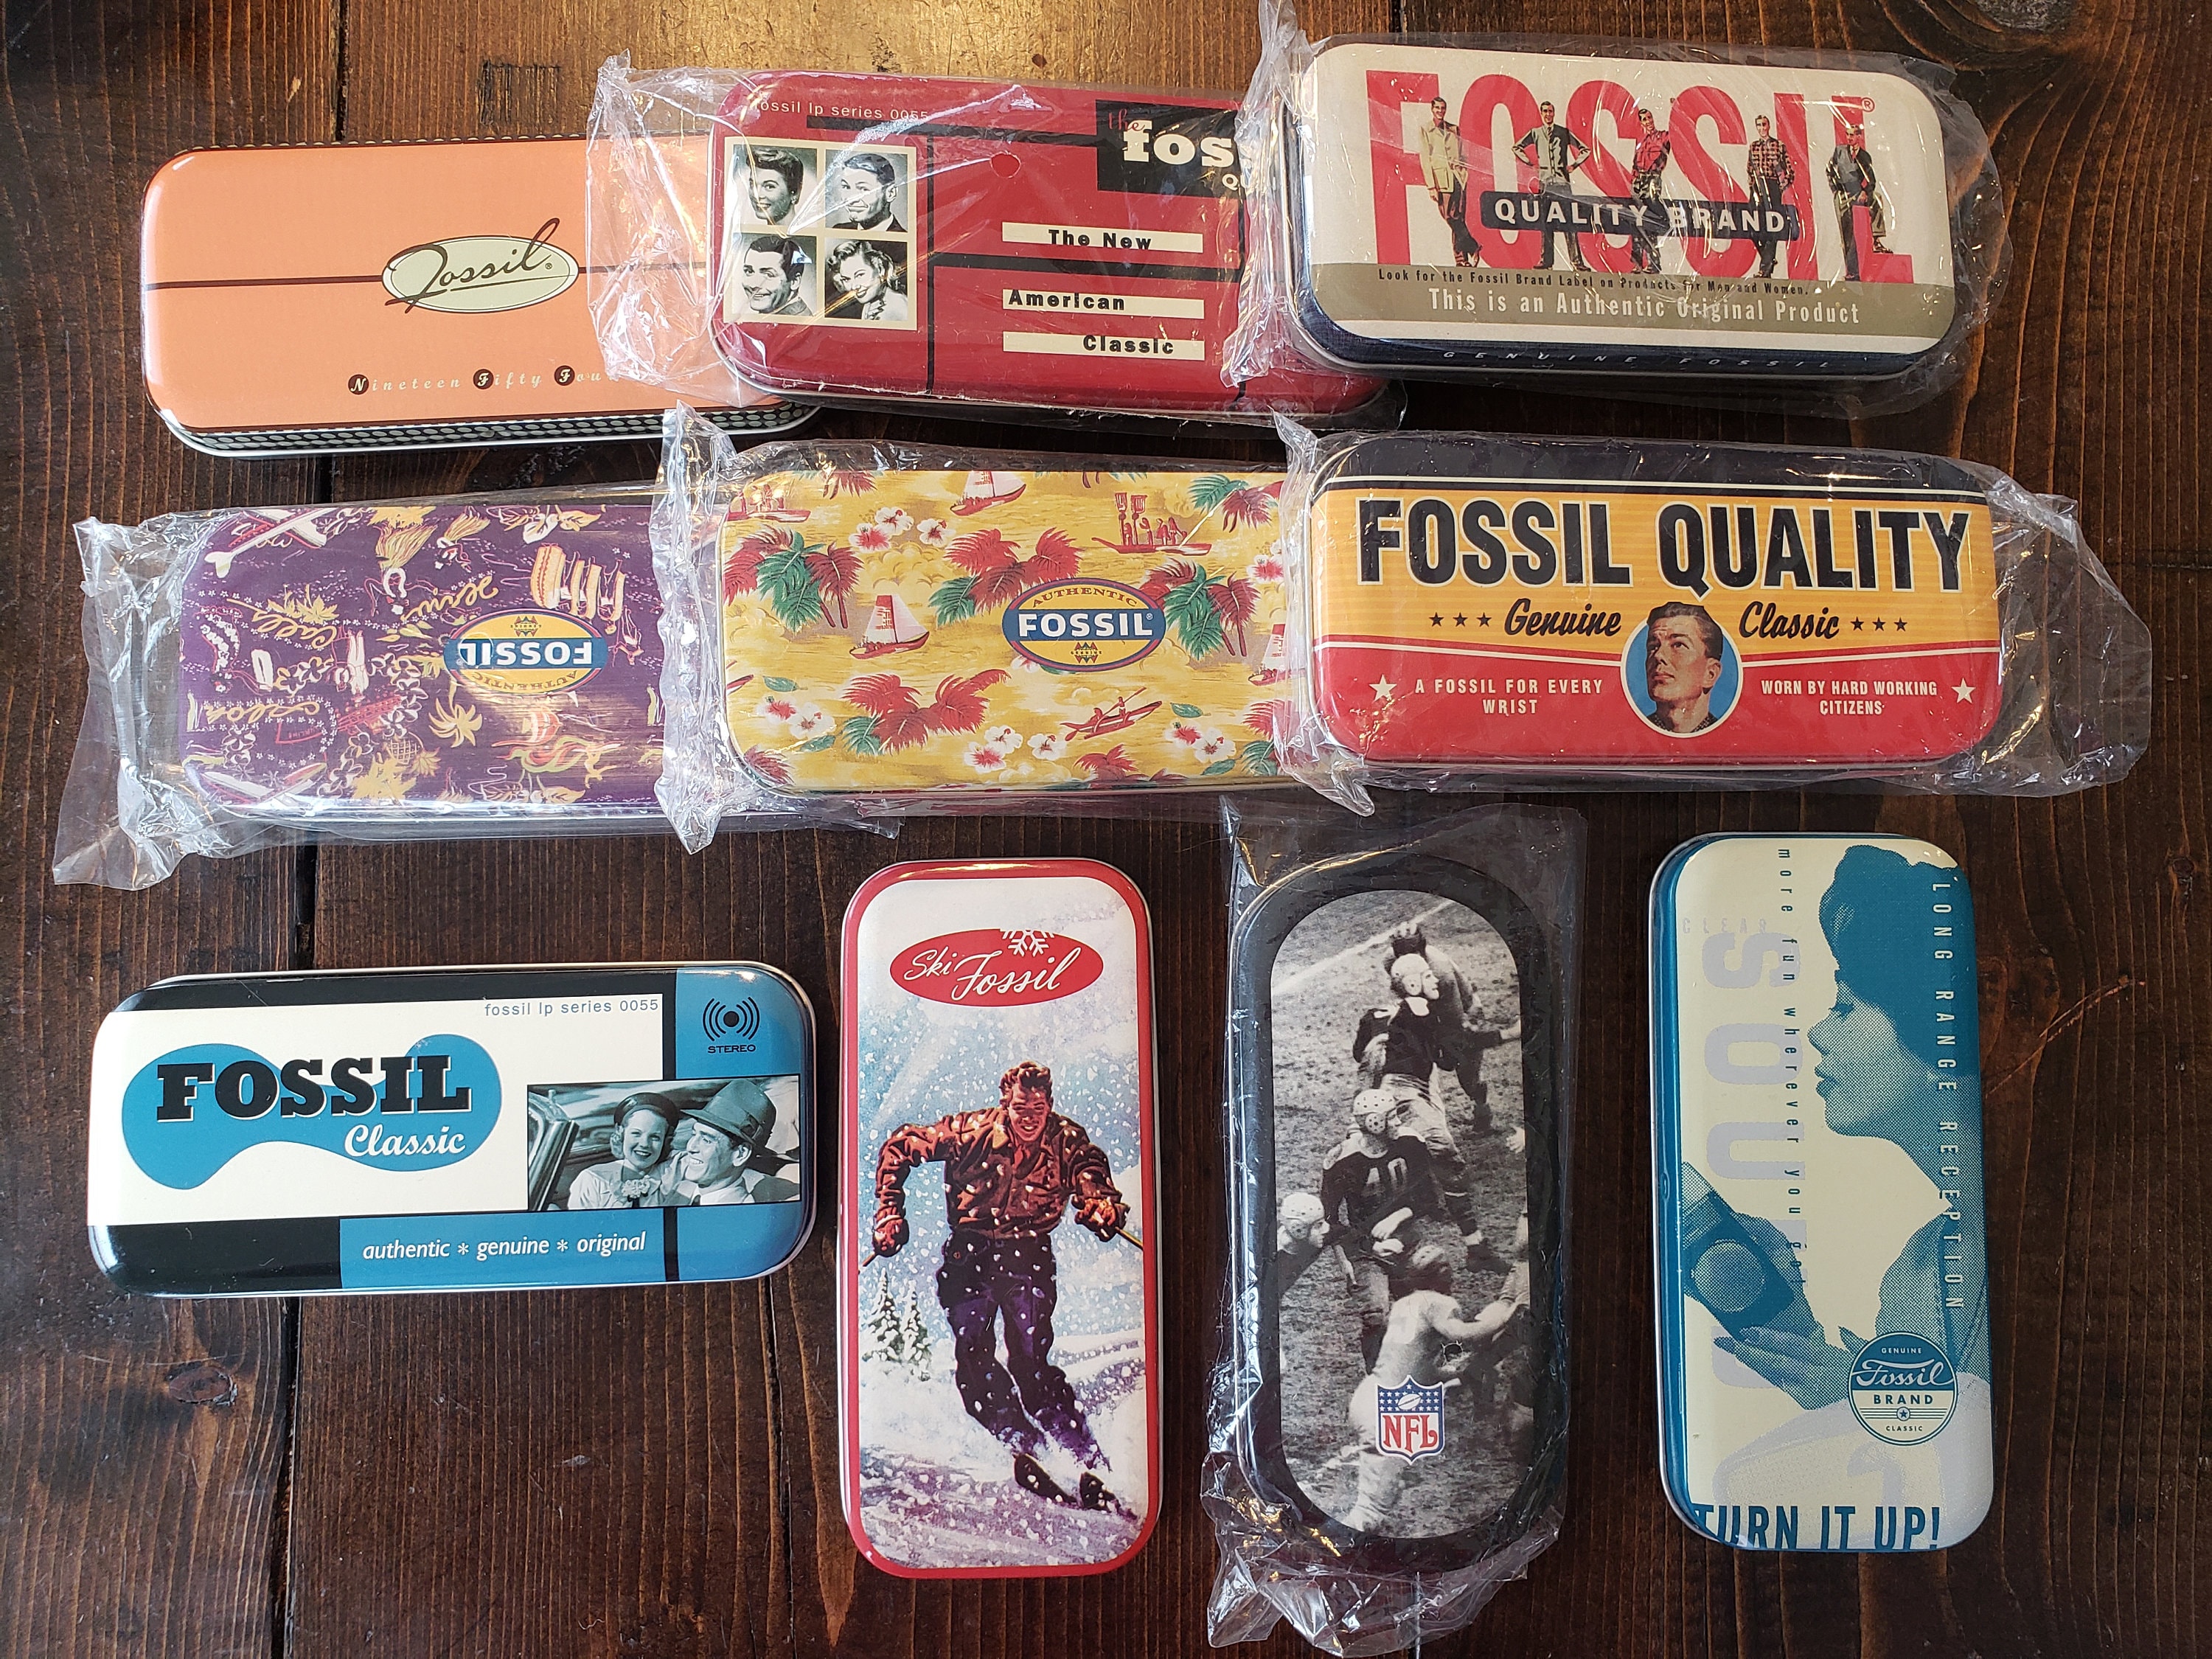 Fossil®
Nineteen Fifty Fou
fossil lp series 0055
the
fos
Qu
The New
American
Classic
FOSSIL®
QUALITY BRAND
Look for the Fossil Brand Label on Products for Men and Women.
This is an Authentic Original Product
GENUINE FOSSIL
AUTHENTIC
FOSSIL
AUTHENTIC
FOSSIL®
FOSSIL QUALITY
Genuine Classic
A FOSSIL FOR EVERY
WRIST
WORN BY HARD WORKING
CITIZENS
fossil lp series 0055
STEREO
FOSSIL
Classic
authentic * genuine * original
Ski Fossil
40
NFL
LONG RANGE RECEPTION
more fun wherever you go!
CLEAR
SOU
GENUINE
Fossil
BRAND
CLASSIC
TURN IT UP!